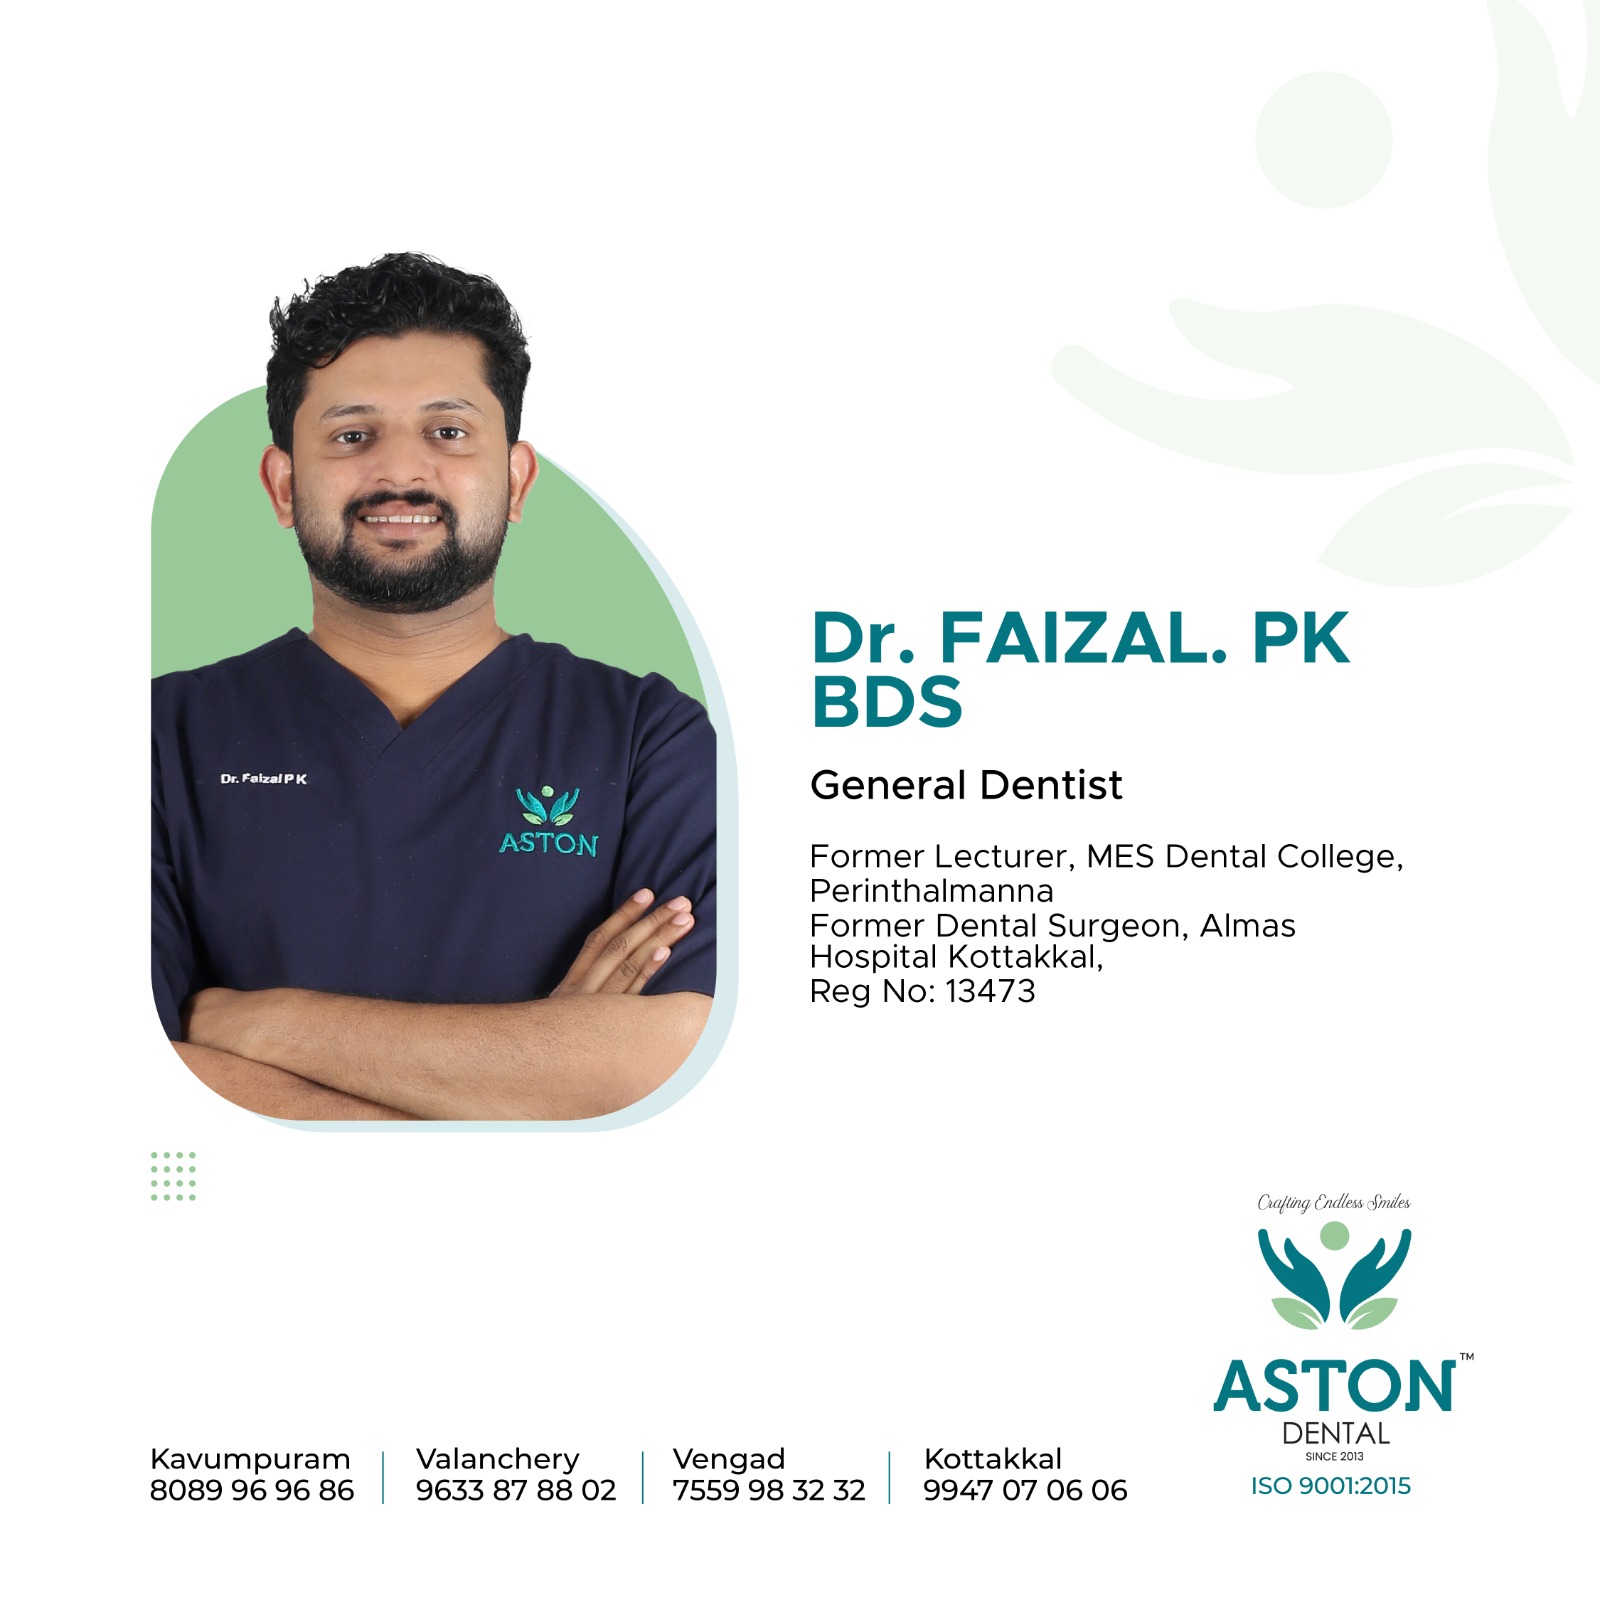 Dr. Faizal P K
ASTON
Dr. FAIZAL. PK
BDS
General Dentist
Former Lecturer, MES Dental College,
Perinthalmanna
Former Dental Surgeon, Almas
Hospital Kottakkal,
Reg No: 13473
Crafting Endless Smiles
ASTON™
DENTAL
SINCE 2013
ISO 9001:2015
Kavumpuram
8089 96 96 86
Valanchery
9633 87 88 02
Vengad
7559 98 32 32
Kottakkal
9947 07 06 06